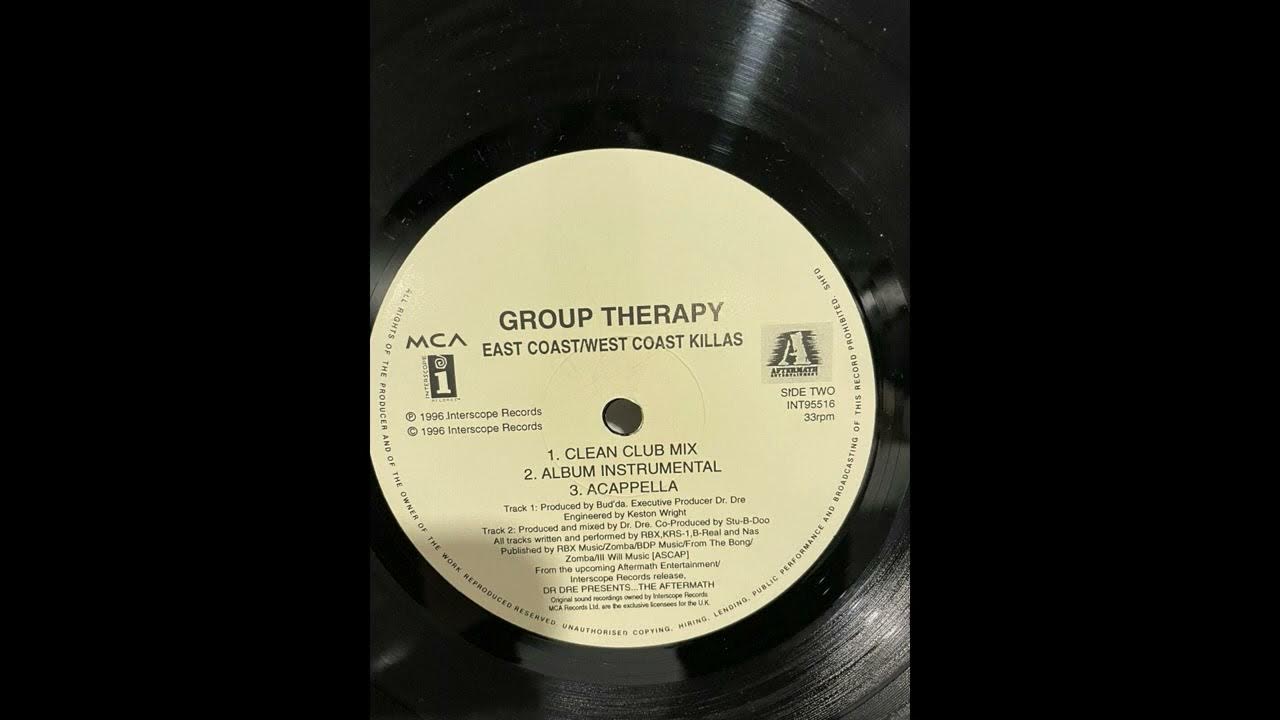 GROUP THERAPY
EAST COAST/WEST COAST KILLAS
MCA
INTERSCOPE
RECORDS
A
AFTERMATH
ENTERTAINMENT
SIDE TWO
INT95516
33rpm
℗ 1996 Interscope Records
© 1996 Interscope Records
1. CLEAN CLUB MIX
2. ALBUM INSTRUMENTAL
3. ACAPPELLA
Track 1: Produced by Bud'da. Executive Producer Dr. Dre
Engineered by Keston Wright
Track 2: Produced and mixed by Dr. Dre. Co-Produced by Stu-B-Doo
All tracks written and performed by RBX,KRS-1,B-Real and Nas
Published by RBX Music/Zomba/BDP Music/From The Bong/
Zomba/Ill Will Music [ASCAP]
From the upcoming Aftermath Entertainment/
Interscope Records release,
DR DRE PRESENTS...THE AFTERMATH
Original sound recordings owned by Interscope Records
MCA Records Ltd. are the exclusive licensees for the U.K.
ALL RIGHTS OF THE PRODUCER AND OF THE OWNER OF THE WORK REPRODUCED RESERVED. UNAUTHORISED COPYING, HIRING, LENDING, PUBLIC PERFORMANCE AND BROADCASTING OF THIS RECORD PROHIBITED. SHFD